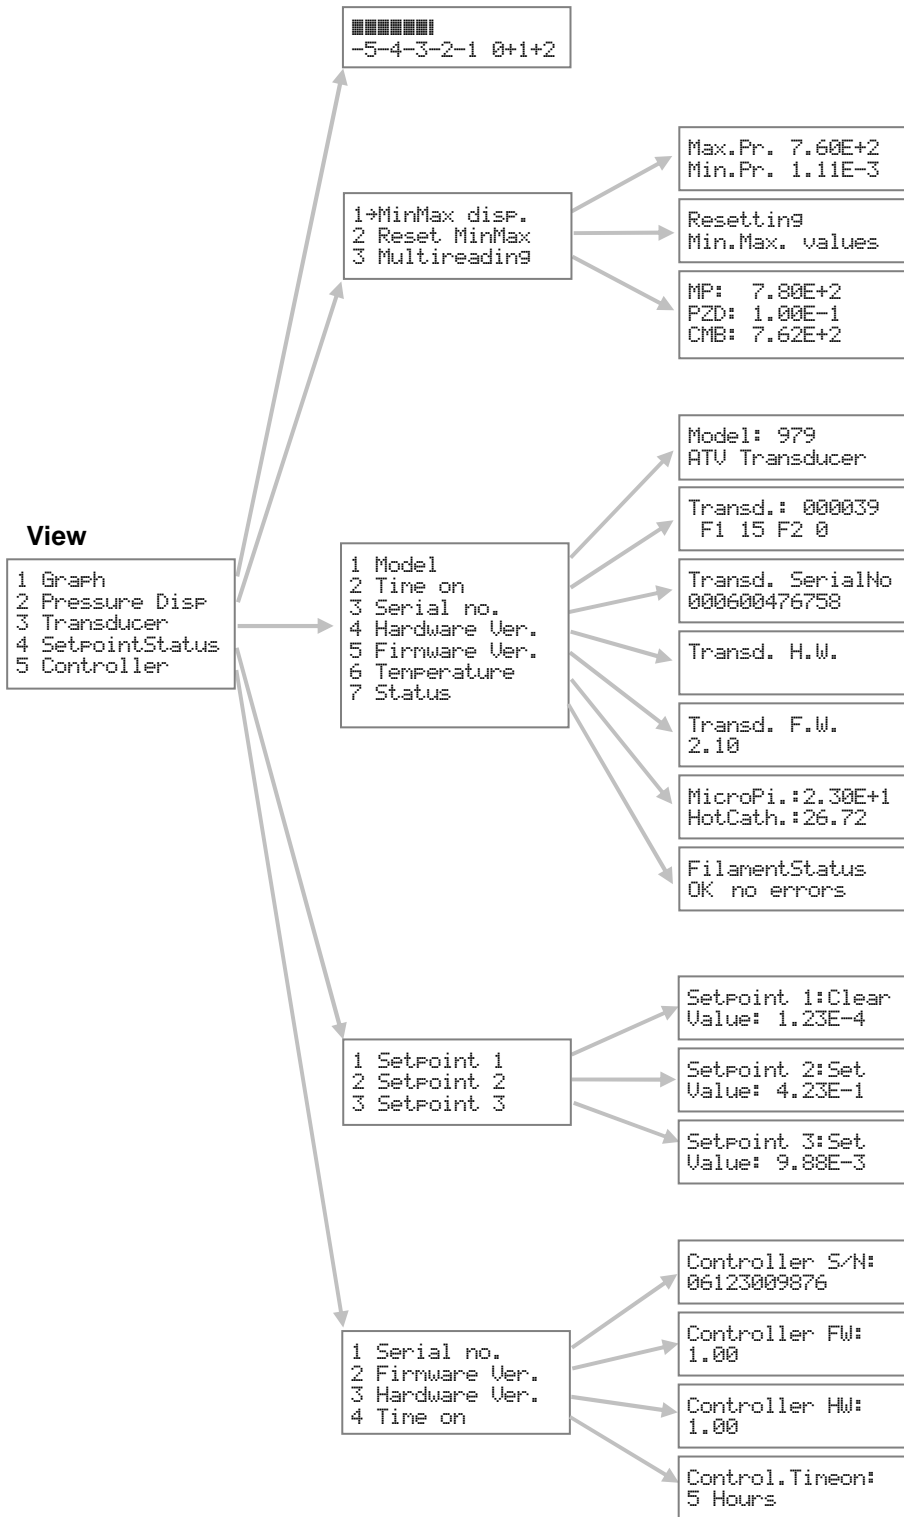 -5-4-3-2-1 0+1+2
Max.Pr. 7.60E+2
Min.Pr. 1.11E-3
1→MinMax disp.
2 Reset MinMax
3 Multireading
Resetting
Min.Max. values
MP: 7.80E+2
PZD: 1.00E-1
CMB: 7.62E+2
Model: 979
ATV Transducer
View
1 Graph
2 Pressure Disp
3 Transducer
4 SetpointStatus
5 Controller
1 Model
2 Time on
3 Serial no.
4 Hardware Ver.
5 Firmware Ver.
6 Temperature
7 Status
Transd.: 000039
F1 15 F2 0
Transd. SerialNo
000600476758
Transd. H.W.
Transd. F.W.
2.10
MicroPi.:2.30E+1
HotCath.:26.72
FilamentStatus
OK no errors
1 Setpoint 1
2 Setpoint 2
3 Setpoint 3
Setpoint 1:Clear
Value: 1.23E-4
Setpoint 2:Set
Value: 4.23E-1
Setpoint 3:Set
Value: 9.88E-3
1 Serial no.
2 Firmware Ver.
3 Hardware Ver.
4 Time on
Controller S/N:
06123009876
Controller FW:
1.00
Controller HW:
1.00
Control.Timeon:
5 Hours